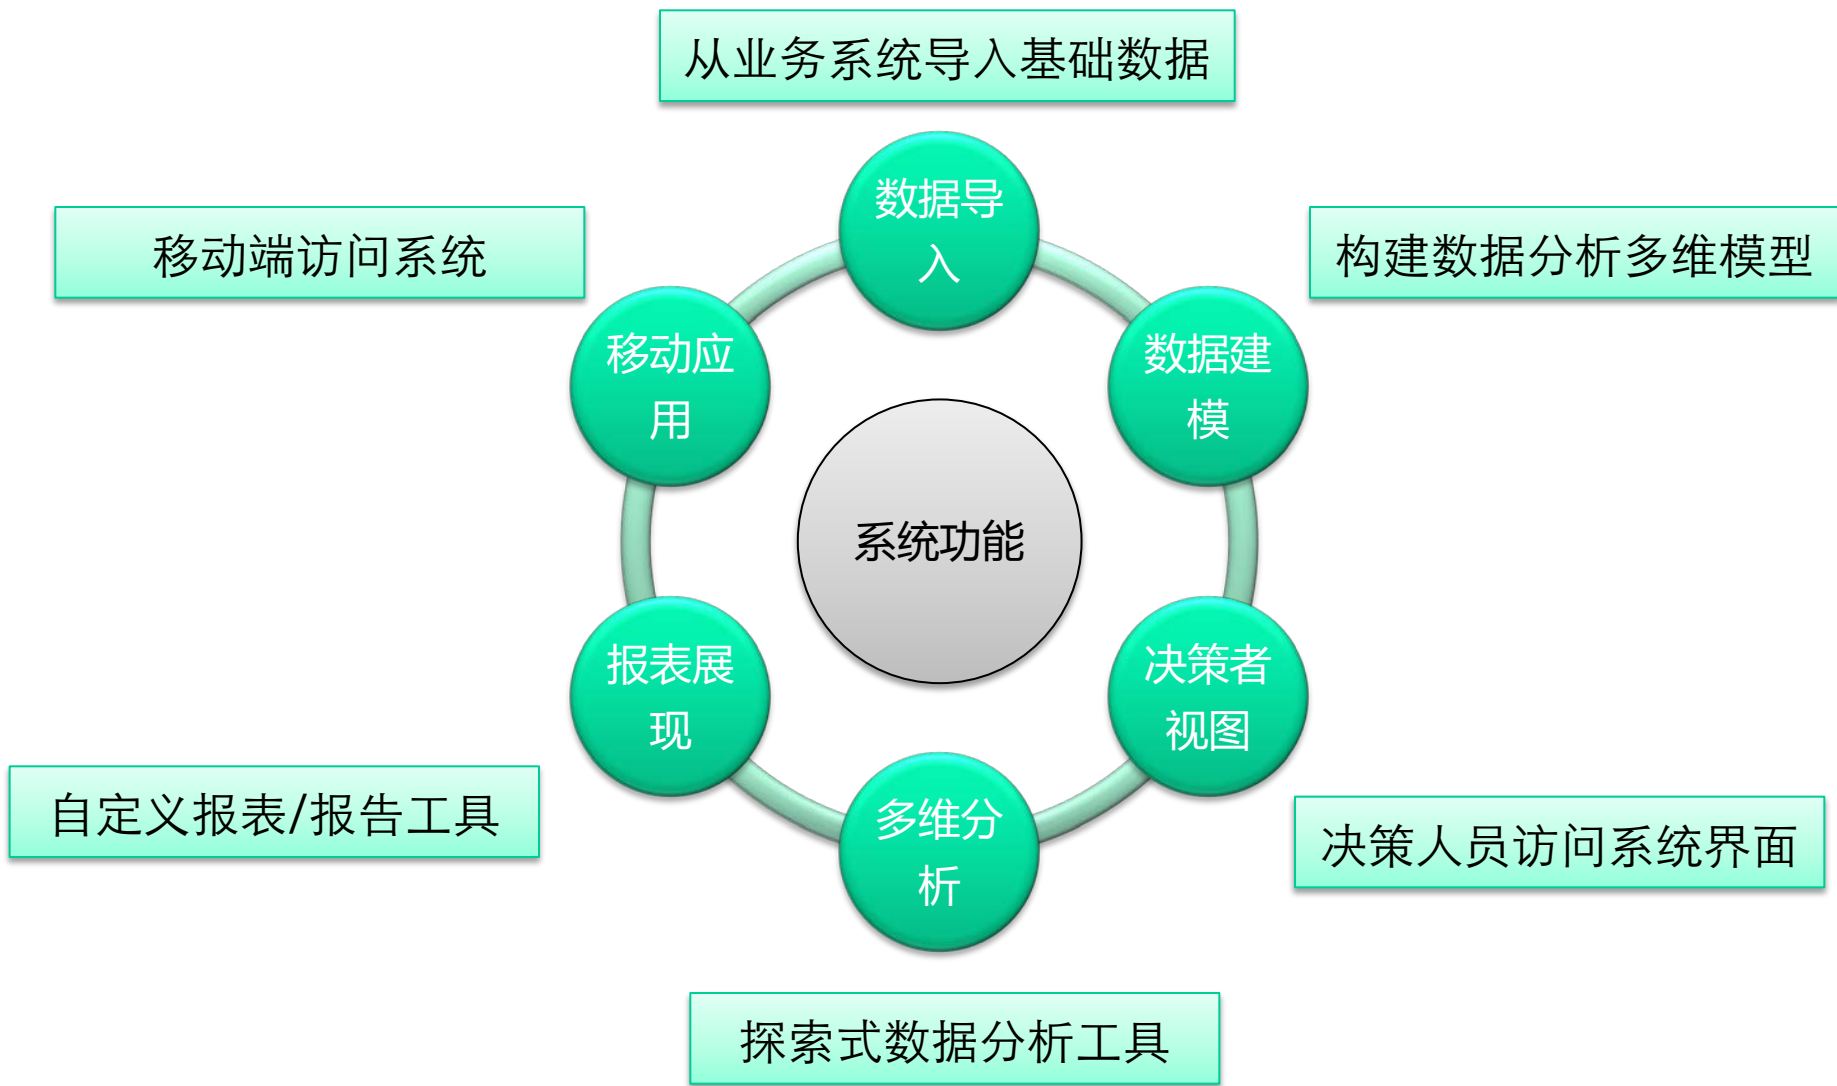 从业务系统导入基础数据
数据导
入
移动端访问系统
构建数据分析多维模型
移动应
用
数据建
模
系统功能
报表展
现
决策者
视图
自定义报表/报告工具
多维分
析
决策人员访问系统界面
探索式数据分析工具